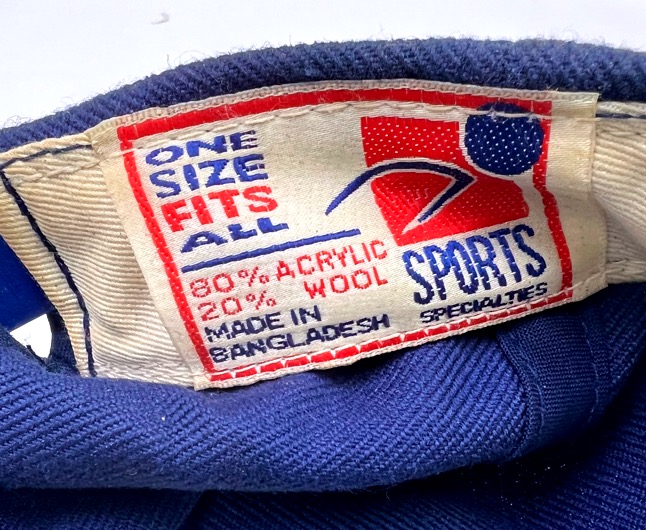 ONE
SIZE
FITS
ALL
80% ACRYLIC
20% WOOL
MADE IN
BANGLADESH
SPORTS
SPECIALTIES